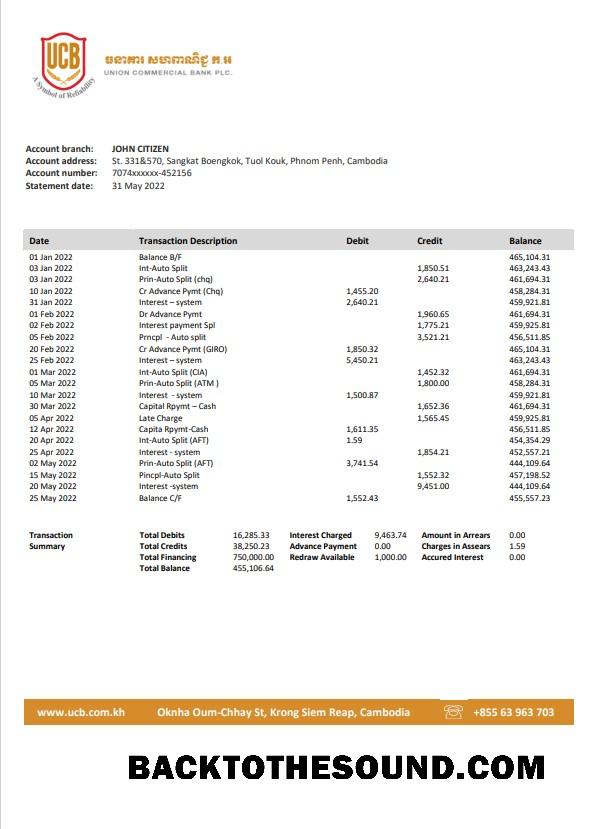 UCB
A Symbol of Reliability
ធនាគារ សហពាណិជ្ជ ភ.អ
UNION COMMERCIAL BANK PLC.
Account branch: JOHN CITIZEN
Account address: St. 331&570, Sangkat Boengkok, Tuol Kouk, Phnom Penh, Cambodia
Account number: 7074xxxxxx-452156
Statement date: 31 May 2022
Date Transaction Description Debit Credit Balance
01 Jan 2022 Balance B/F 465,104.31
03 Jan 2022 Int-Auto Split 1,850.51 463,243.43
03 Jan 2022 Prin-Auto Split (chq) 2,640.21 461,694.31
10 Jan 2022 Cr Advance Pymt (Chq) 1,455.20 458,284.31
31 Jan 2022 Interest – system 2,640.21 459,921.81
01 Feb 2022 Dr Advance Pymt 1,960.65 461,694.31
02 Feb 2022 Interest payment Spl 1,775.21 459,925.81
05 Feb 2022 Prncpl - Auto split 3,521.21 456,511.85
20 Feb 2022 Cr Advance Pymt (GIRO) 1,850.32 465,104.31
25 Feb 2022 Interest – system 5,450.21 463,243.43
01 Mar 2022 Int-Auto Split (CIA) 1,452.32 461,694.31
05 Mar 2022 Prin-Auto Split (ATM ) 1,800.00 458,284.31
10 Mar 2022 Interest - system 1,500.87 459,921.81
30 Mar 2022 Capital Rpymt – Cash 1,652.36 461,694.31
05 Apr 2022 Late Charge 1,565.45 459,925.81
12 Apr 2022 Capita Rpymt-Cash 1,611.35 456,511.85
20 Apr 2022 Int-Auto Split (AFT) 1.59 454,354.29
25 Apr 2022 Interest - system 1,854.21 452,557.21
02 May 2022 Prin-Auto Split (AFT) 3,741.54 444,109.64
15 May 2022 Pincpl-Auto Split 1,552.32 457,198.52
20 May 2022 Interest -system 9,451.00 444,109.64
25 May 2022 Balance C/F 1,552.43 455,557.23
Transaction Total Debits 16,285.33 Interest Charged 9,463.74 Amount in Arrears 0.00
Summary Total Credits 38,250.23 Advance Payment 0.00 Charges in Assears 1.59
Total Financing 750,000.00 Redraw Available 1,000.00 Accured Interest 0.00
Total Balance 455,106.64
www.ucb.com.kh Oknha Oum-Chhay St, Krong Siem Reap, Cambodia +855 63 963 703
BACKTOTHESOUND.COM